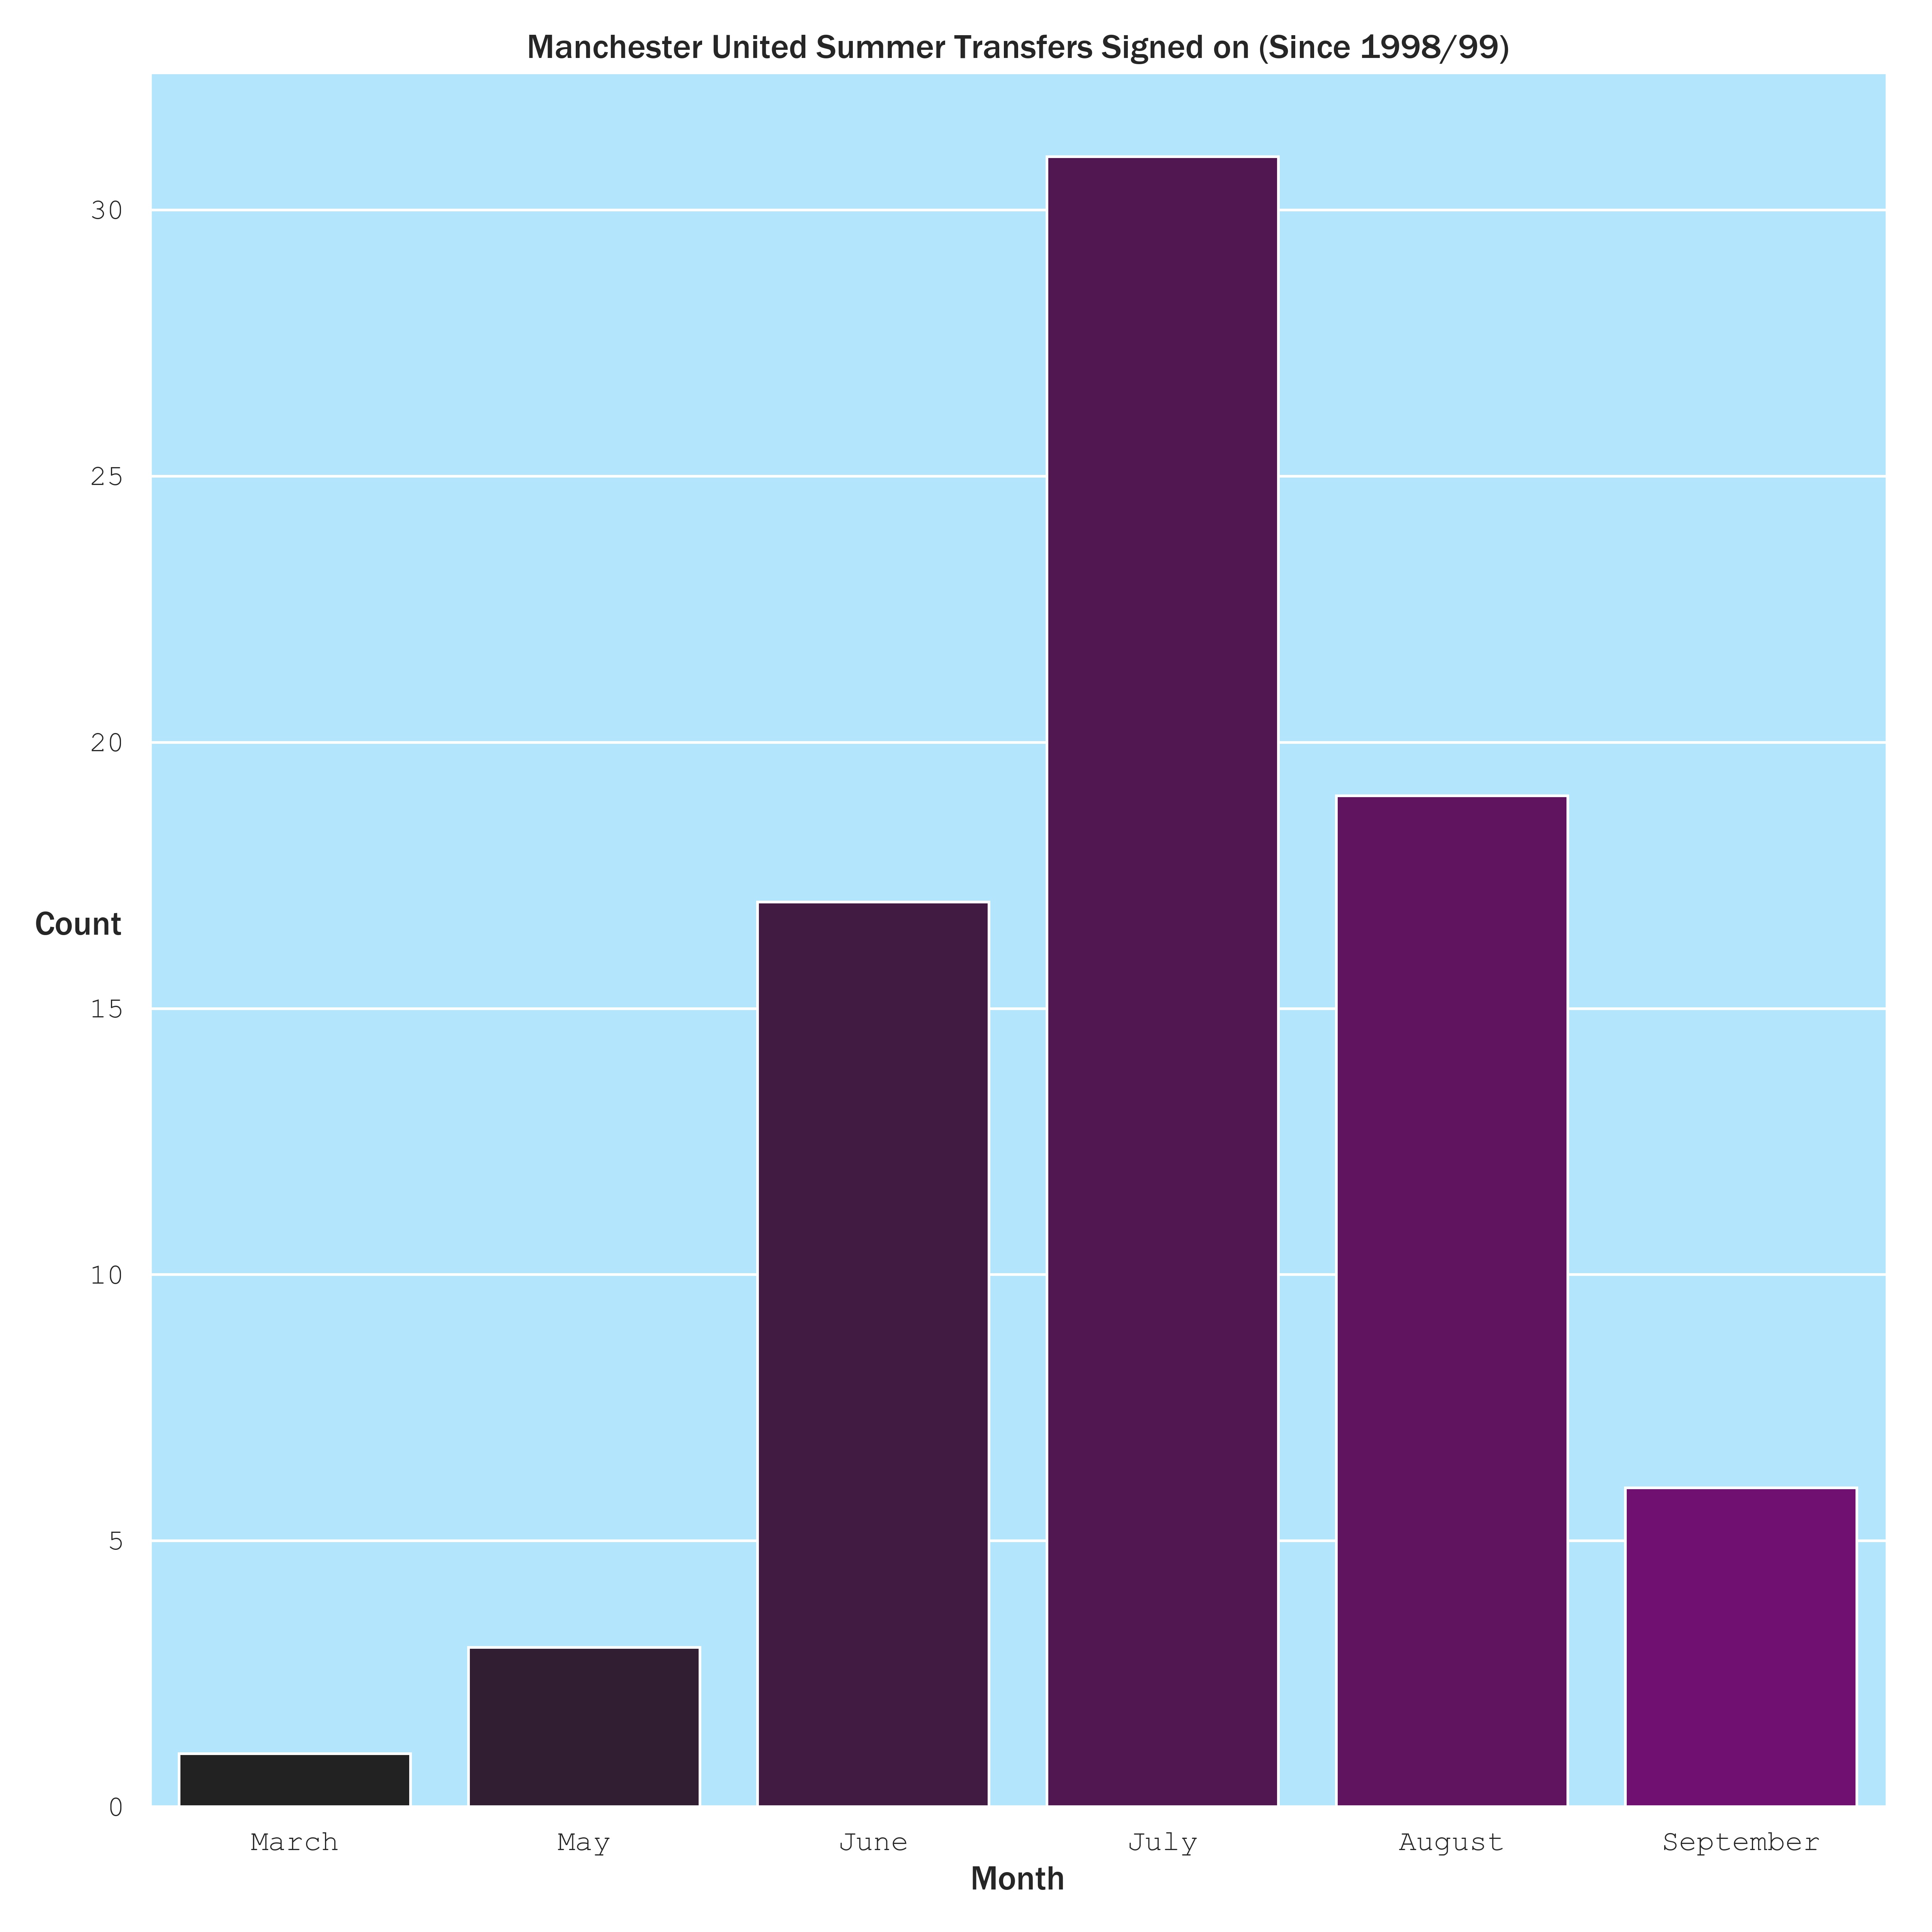 Manchester United Summer Transfers Signed on (Since 1998/99)
30
25
20
Count
15
10
5
0
March May June July August September
Month